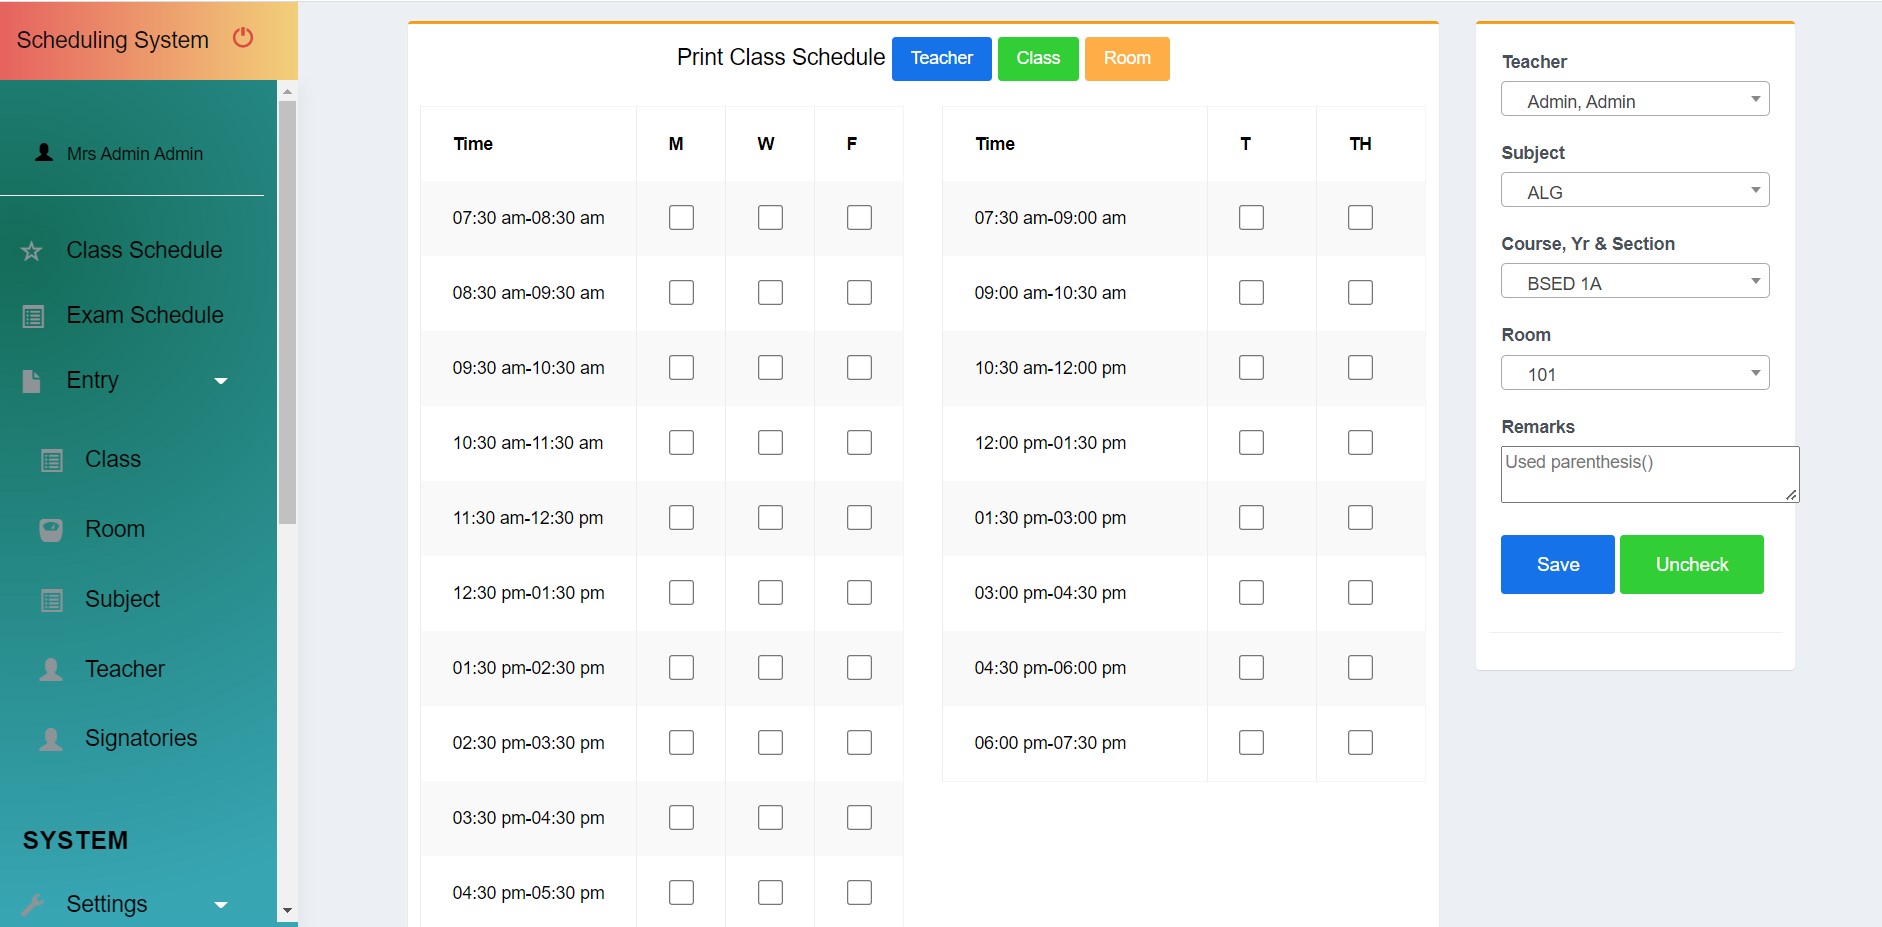 Scheduling System
Mrs Admin Admin
Class Schedule
Exam Schedule
Entry
Class
Room
Subject
Teacher
Signatories
SYSTEM
Settings
Print Class Schedule Teacher Class Room
Time M W F
07:30 am-08:30 am
08:30 am-09:30 am
09:30 am-10:30 am
10:30 am-11:30 am
11:30 am-12:30 pm
12:30 pm-01:30 pm
01:30 pm-02:30 pm
02:30 pm-03:30 pm
03:30 pm-04:30 pm
04:30 pm-05:30 pm
Time T TH
07:30 am-09:00 am
09:00 am-10:30 am
10:30 am-12:00 pm
12:00 pm-01:30 pm
01:30 pm-03:00 pm
03:00 pm-04:30 pm
04:30 pm-06:00 pm
06:00 pm-07:30 pm
Teacher
Admin, Admin
Subject
ALG
Course, Yr & Section
BSED 1A
Room
101
Remarks
Used parenthesis()
Save Uncheck